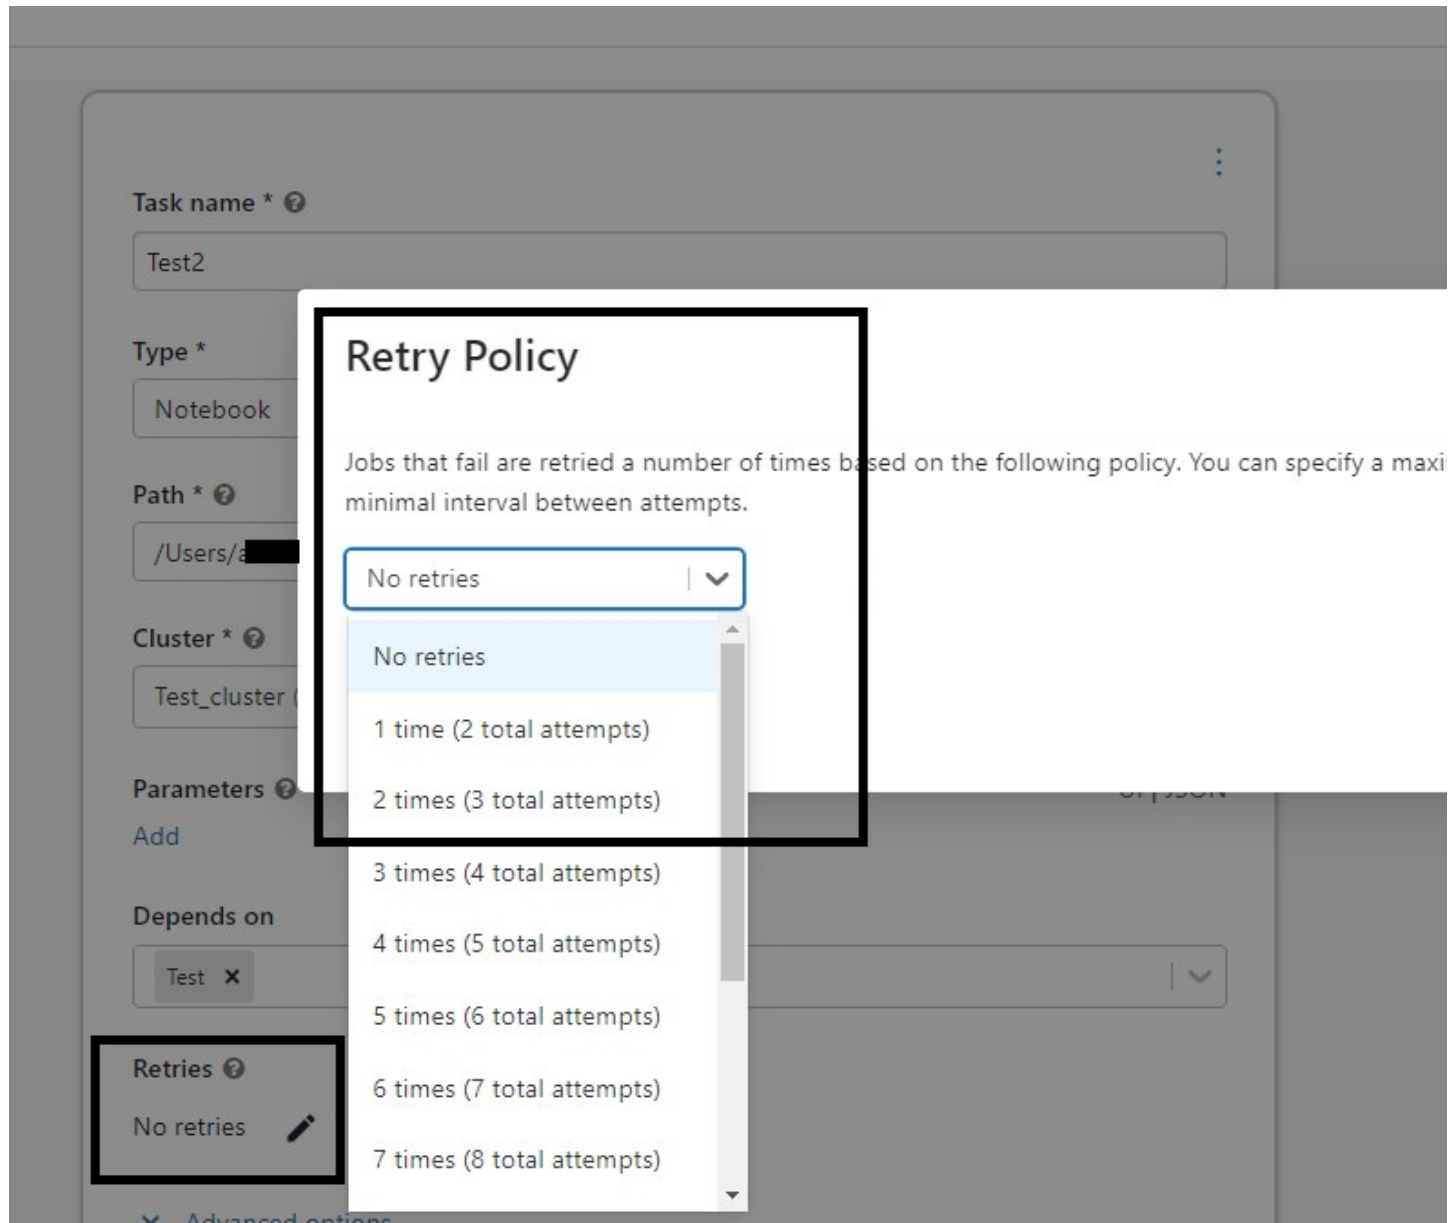 Task name *
Test2
Type *
Notebook
Path *
/Users/a
Cluster *
Test_cluster (
Parameters
Add
Depends on
Test ×
Retries
No retries
Advanced options
Retry Policy
Jobs that fail are retried a number of times based on the following policy. You can specify a maxi
minimal interval between attempts.
No retries
No retries
1 time (2 total attempts)
2 times (3 total attempts)
3 times (4 total attempts)
4 times (5 total attempts)
5 times (6 total attempts)
6 times (7 total attempts)
7 times (8 total attempts)
UI | JSON